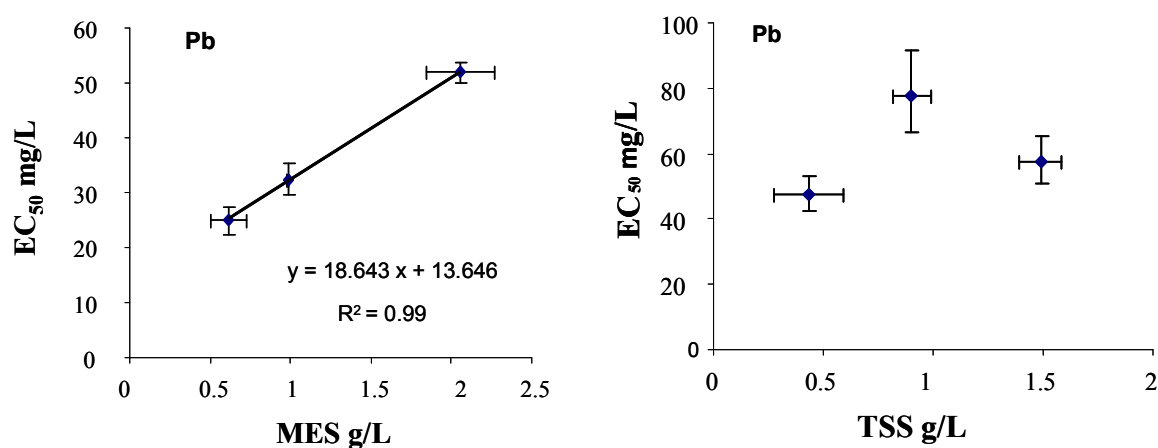 60
50
40
30
20
10
0
EC₅₀ mg/L
Pb
y = 18.643 x + 13.646
R² = 0.99
0 0.5 1 1.5 2 2.5
MES g/L
100
80
60
40
20
0
EC₅₀ mg/L
Pb
0 0.5 1 1.5 2
TSS g/L